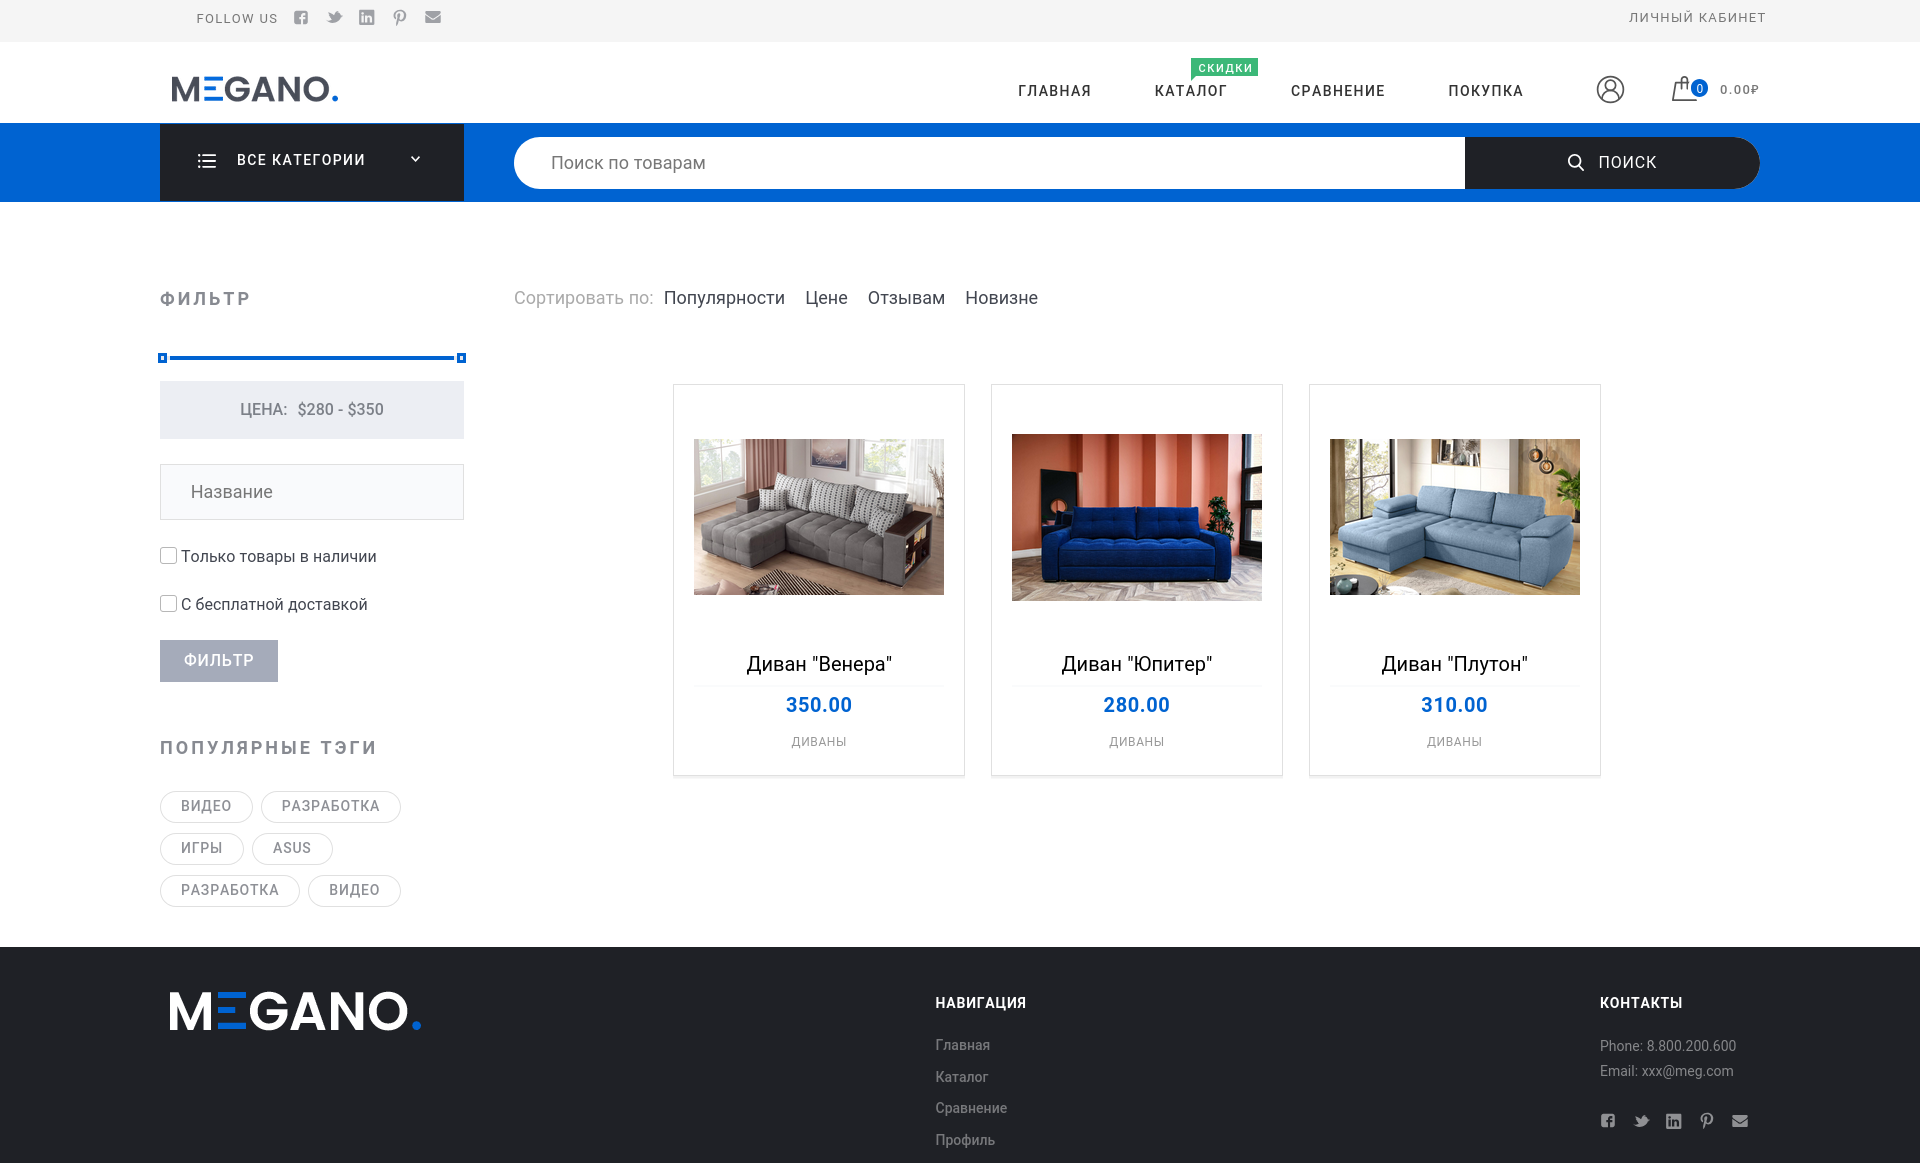 FOLLOW US
ЛИЧНЫЙ КАБИНЕТ
MEGANO.
ГЛАВНАЯ
КАТАЛОГ
СКИДКИ
СРАВНЕНИЕ
ПОКУПКА
0
0.00₽
ВСЕ КАТЕГОРИИ
Поиск по товарам
ПОИСК
ФИЛЬТР
ЦЕНА: $280 - $350
Название
Только товары в наличии
С бесплатной доставкой
ФИЛЬТР
ПОПУЛЯРНЫЕ ТЭГИ
ВИДЕО РАЗРАБОТКА
ИГРЫ ASUS
РАЗРАБОТКА ВИДЕО
Сортировать по: Популярности Цене Отзывам Новизне
Диван "Венера"
350.00
ДИВАНЫ
Диван "Юпитер"
280.00
ДИВАНЫ
Диван "Плутон"
310.00
ДИВАНЫ
MEGANO.
НАВИГАЦИЯ
Главная
Каталог
Сравнение
Профиль
КОНТАКТЫ
Phone: 8.800.200.600
Email: xxx@meg.com